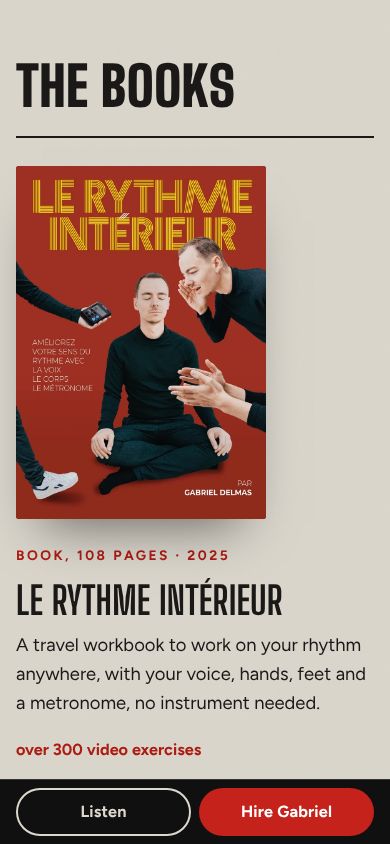 THE BOOKS
LE RYTHME
INTÉRIEUR
AMÉLIOREZ
VOTRE SENS DU
RYTHME AVEC
LA VOIX
LE CORPS
LE MÉTRONOME
PAR
GABRIEL DELMAS
BOOK, 108 PAGES · 2025
LE RYTHME INTÉRIEUR
A travel workbook to work on your rhythm
anywhere, with your voice, hands, feet and
a metronome, no instrument needed.
over 300 video exercises
Listen
Hire Gabriel